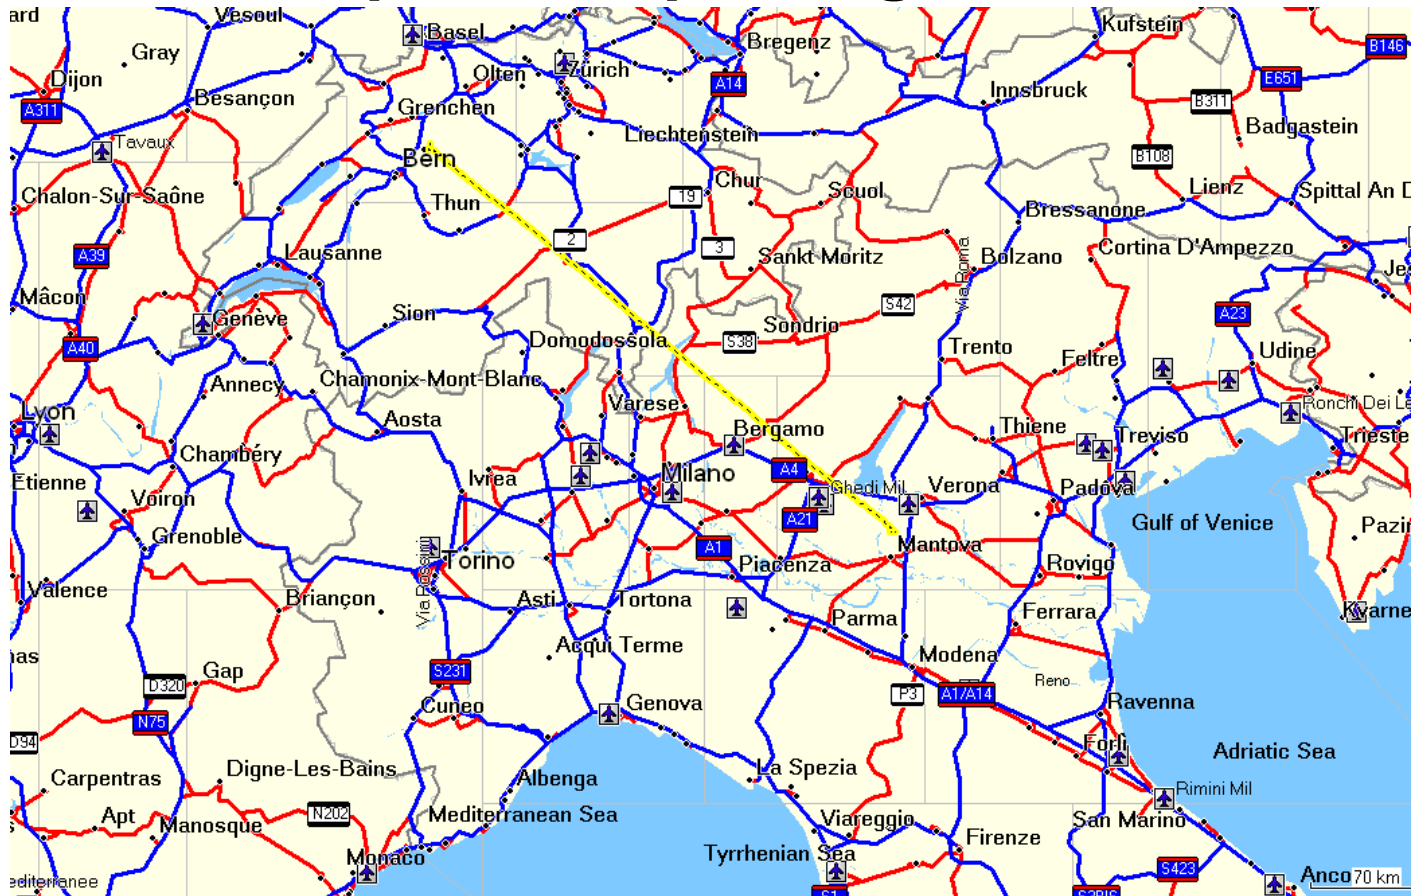 ard
Vesoul
Basel
Bregenz
Kufstein
B146
Gray
Dijon
Olten
Zürich
A14
E651
A311
Besançon
Grenchen
Innsbruck
B311
Tavaux
Liechtenstein
Badgastein
Bern
B108
Chur
Scuol
Lienz
Spittal An D
Chalon-Sur-Saône
Thun
19
Bressanone
2
3
A39
Lausanne
Sankt Moritz
Via Roma
Bolzano
Cortina D'Ampezzo
Je
Mâcon
Genève
Sion
S42
A23
Domodossola
S38
Sondrio
A40
Trento
Feltre
Udine
Annecy
Chamonix-Mont-Blanc
Lyon
Aosta
Varese
Bergamo
Thiene
Treviso
Ronchi Dei Le
Trieste
Chambéry
A4
Etienne
Voiron
Ivrea
Milano
Ghedi Mil
Verona
Padova
A21
Gulf of Venice
Pazin
Grenoble
Via Rossini
Torino
A1
Mantova
Piacenza
Rovigo
Valence
Briançon
Asti
Tortona
Parma
Ferrara
Kvarne
nas
Acqui Terme
Modena
Gap
D320
S231
Reno
P3
A1/A14
N75
Cuneo
Genova
Ravenna
D94
Forlì
Adriatic Sea
Carpentras
Digne-Les-Bains
Albenga
La Spezia
Rimini Mil
Apt
Manosque
N202
Mediterranean Sea
Viareggio
San Marino
Firenze
Monaco
Tyrrhenian Sea
S423
Anco
70 km
editerranee